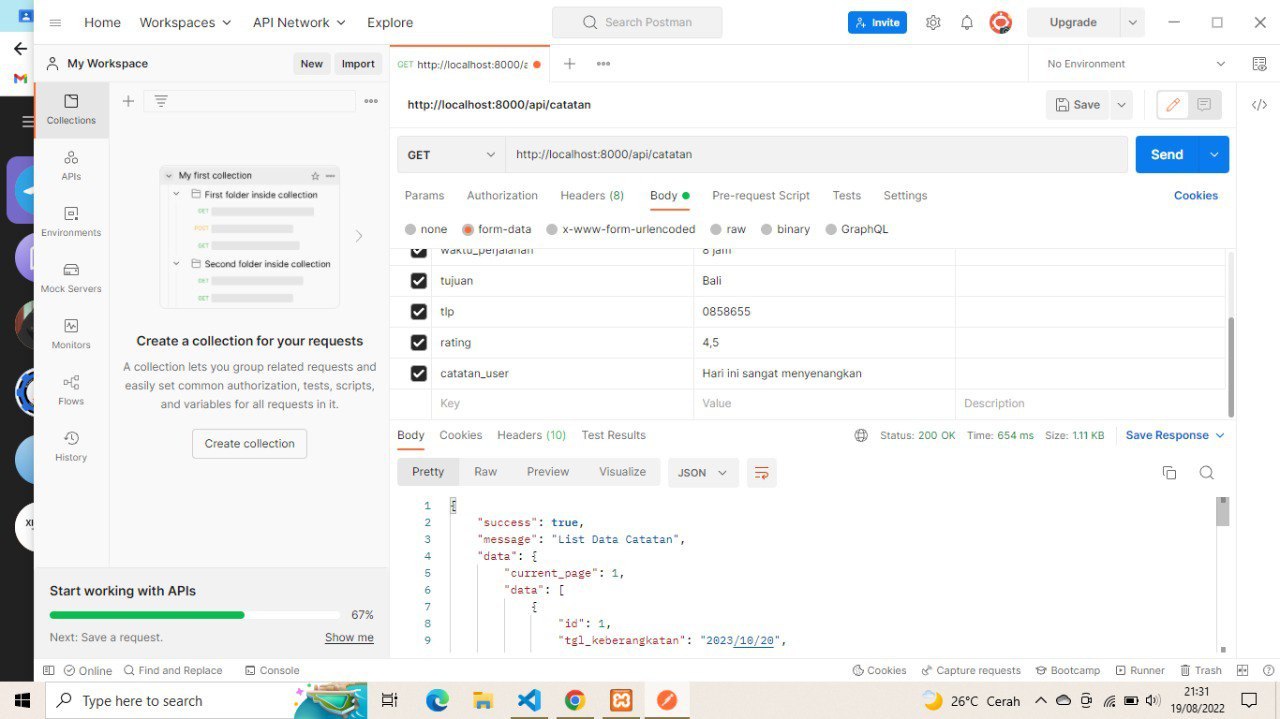 Home Workspaces API Network Explore Search Postman Invite Upgrade
My Workspace New Import GET http://localhost:8000/a No Environment
Collections
APIs
Environments
Mock Servers
Monitors
Flows
History
My first collection
First folder inside collection
GET
POST
GET
Second folder inside collection
GET
GET
Create a collection for your requests
A collection lets you group related requests and
easily set common authorization, tests, scripts,
and variables for all requests in it.
Create collection
Start working with APIs
67%
Next: Save a request. Show me
http://localhost:8000/api/catatan Save
GET http://localhost:8000/api/catatan Send
Params Authorization Headers (8) Body Pre-request Script Tests Settings Cookies
none form-data x-www-form-urlencoded raw binary GraphQL
waktu_perjalanan 8 jam
tujuan Bali
tlp 0858655
rating 4,5
catatan_user Hari ini sangat menyenangkan
Key Value Description
Body Cookies Headers (10) Test Results Status: 200 OK Time: 654 ms Size: 1.11 KB Save Response
Pretty Raw Preview Visualize JSON
1 {
2 "success": true,
3 "message": "List Data Catatan",
4 "data": {
5 "current_page": 1,
6 "data": [
7 {
8 "id": 1,
9 "tgl_keberangkatan": "2023/10/20",
Online Find and Replace Console Cookies Capture requests Bootcamp Runner Trash
Type here to search 26°C Cerah 21:31
19/08/2022